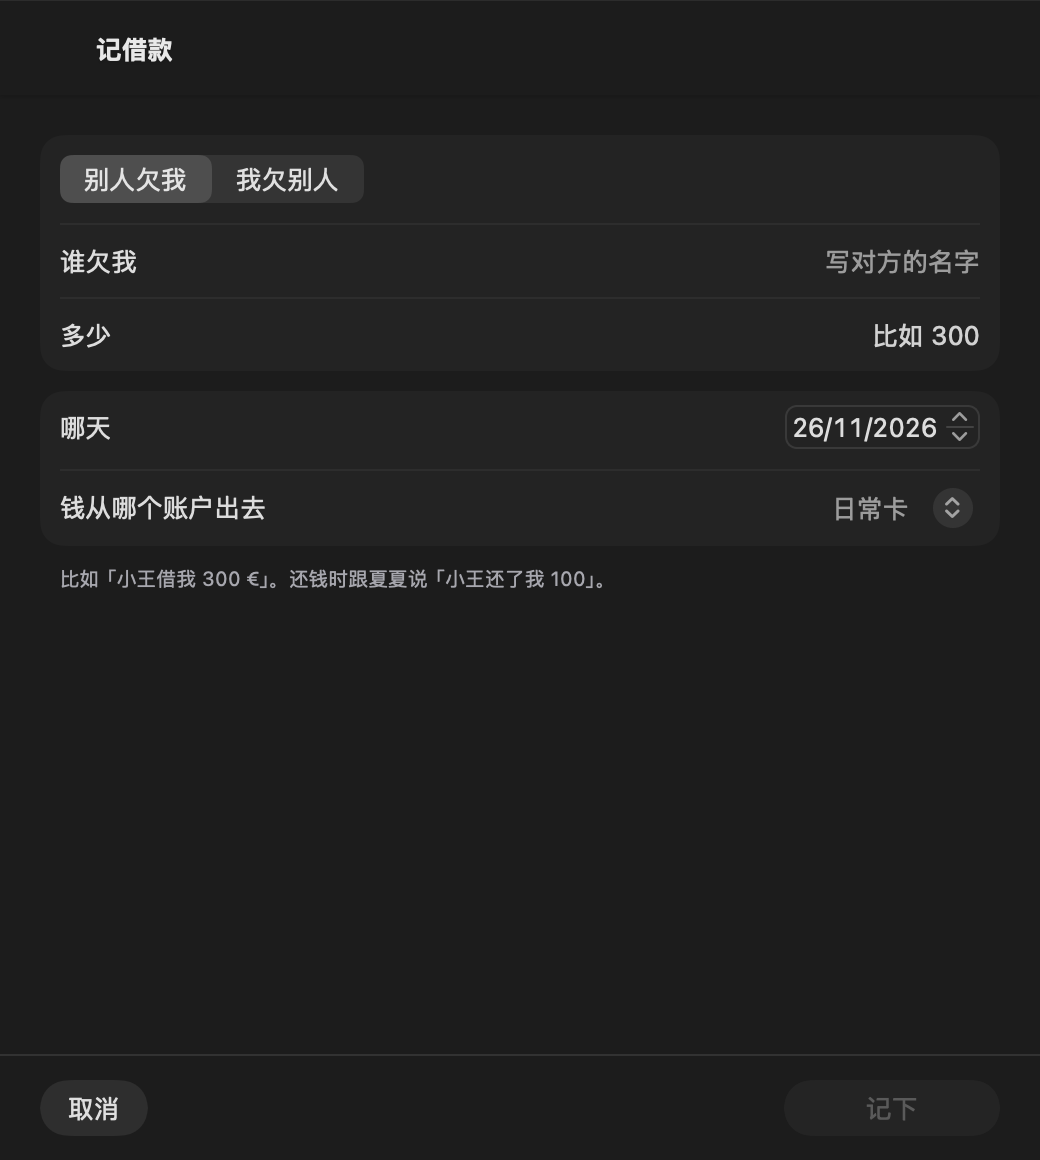 记借款
别人欠我 我欠别人
谁欠我 写对方的名字
多少 比如 300
哪天 26/11/2026
钱从哪个账户出去 日常卡
比如「小王借我 300 €」。还钱时跟夏夏说「小王还了我 100」。
取消 记下